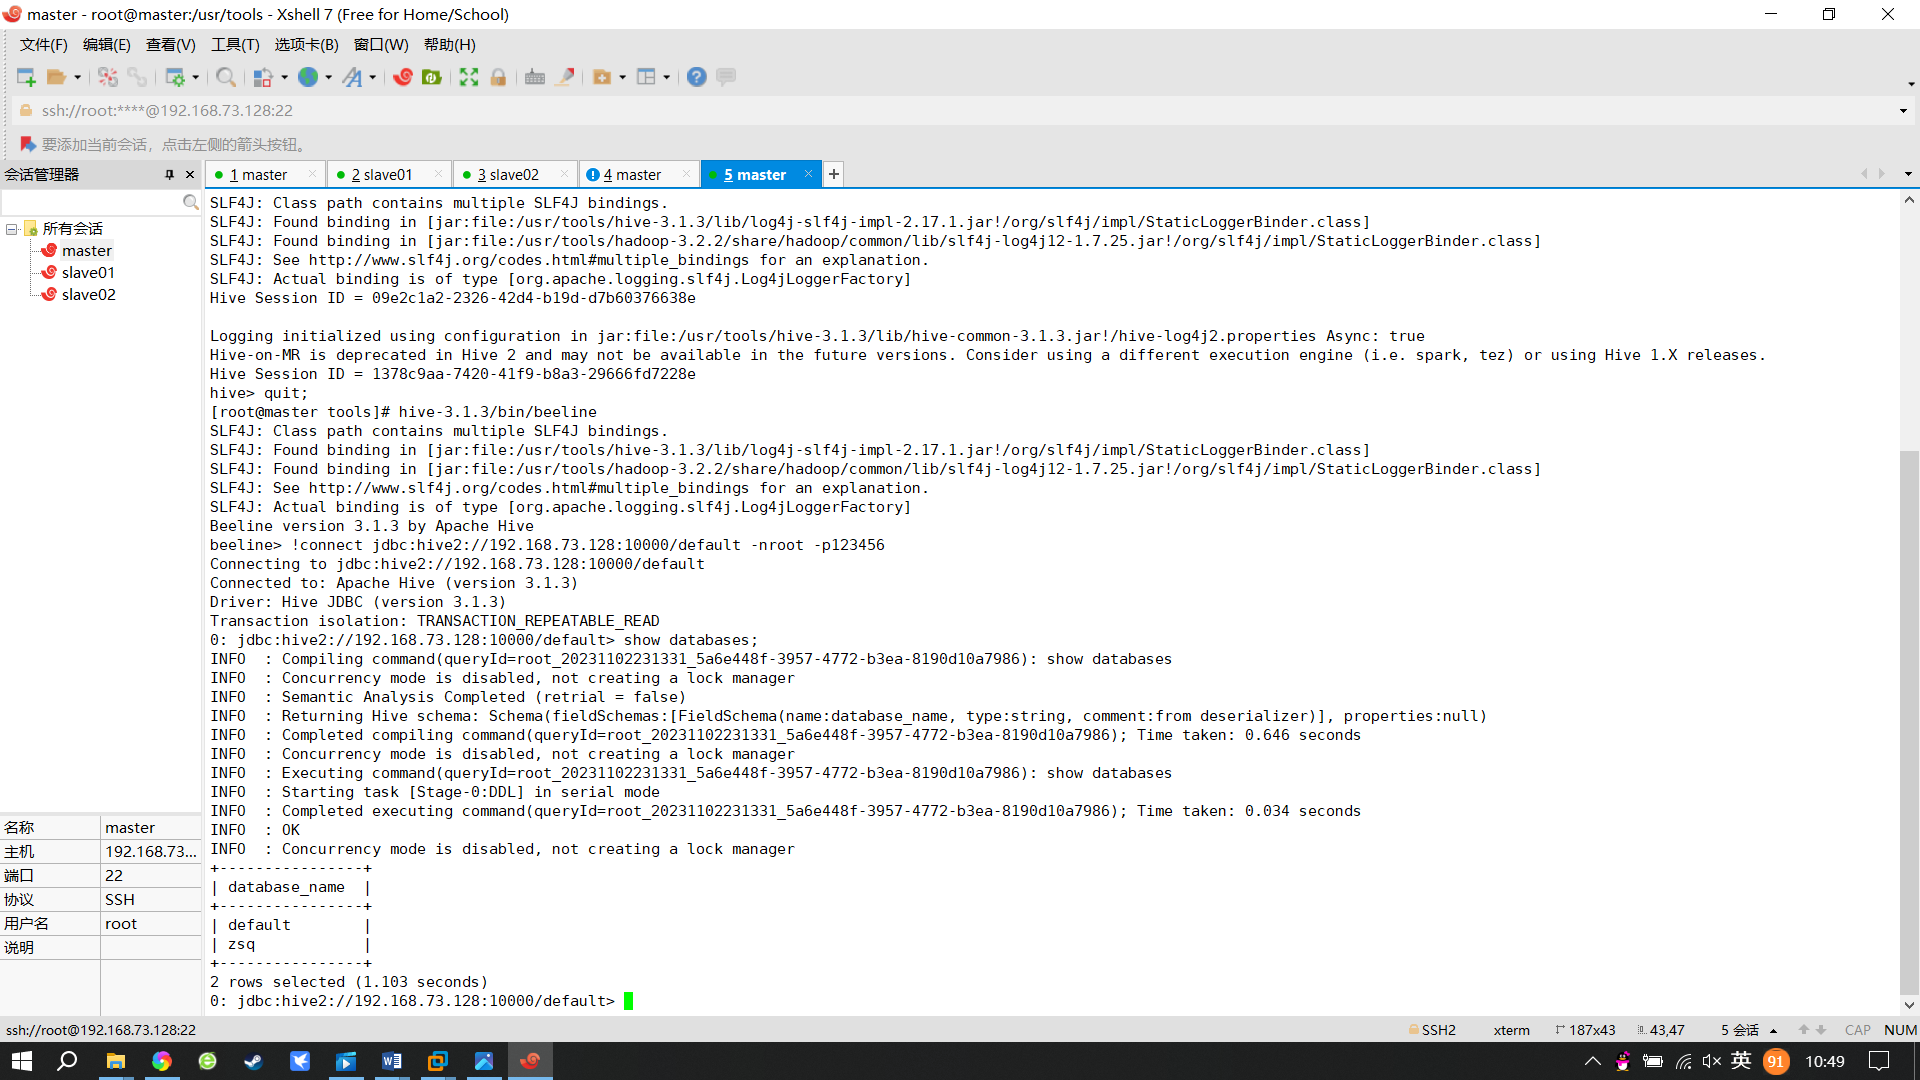 master - root@master:/usr/tools - Xshell 7 (Free for Home/School)
文件(F) 编辑(E) 查看(V) 工具(T) 选项卡(B) 窗口(W) 帮助(H)
ssh://root:****@192.168.73.128:22
要添加当前会话，点击左侧的箭头按钮。
会话管理器
1 master 2 slave01 3 slave02 4 master 5 master +
所有会话
master
slave01
slave02
SLF4J: Class path contains multiple SLF4J bindings.
SLF4J: Found binding in [jar:file:/usr/tools/hive-3.1.3/lib/log4j-slf4j-impl-2.17.1.jar!/org/slf4j/impl/StaticLoggerBinder.class]
SLF4J: Found binding in [jar:file:/usr/tools/hadoop-3.2.2/share/hadoop/common/lib/slf4j-log4j12-1.7.25.jar!/org/slf4j/impl/StaticLoggerBinder.class]
SLF4J: See http://www.slf4j.org/codes.html#multiple_bindings for an explanation.
SLF4J: Actual binding is of type [org.apache.logging.slf4j.Log4jLoggerFactory]
Hive Session ID = 09e2c1a2-2326-42d4-b19d-d7b60376638e
Logging initialized using configuration in jar:file:/usr/tools/hive-3.1.3/lib/hive-common-3.1.3.jar!/hive-log4j2.properties Async: true
Hive-on-MR is deprecated in Hive 2 and may not be available in the future versions. Consider using a different execution engine (i.e. spark, tez) or using Hive 1.X releases.
Hive Session ID = 1378c9aa-7420-41f9-b8a3-29666fd7228e
hive> quit;
[root@master tools]# hive-3.1.3/bin/beeline
SLF4J: Class path contains multiple SLF4J bindings.
SLF4J: Found binding in [jar:file:/usr/tools/hive-3.1.3/lib/log4j-slf4j-impl-2.17.1.jar!/org/slf4j/impl/StaticLoggerBinder.class]
SLF4J: Found binding in [jar:file:/usr/tools/hadoop-3.2.2/share/hadoop/common/lib/slf4j-log4j12-1.7.25.jar!/org/slf4j/impl/StaticLoggerBinder.class]
SLF4J: See http://www.slf4j.org/codes.html#multiple_bindings for an explanation.
SLF4J: Actual binding is of type [org.apache.logging.slf4j.Log4jLoggerFactory]
Beeline version 3.1.3 by Apache Hive
beeline> !connect jdbc:hive2://192.168.73.128:10000/default -nroot -p123456
Connecting to jdbc:hive2://192.168.73.128:10000/default
Connected to: Apache Hive (version 3.1.3)
Driver: Hive JDBC (version 3.1.3)
Transaction isolation: TRANSACTION_REPEATABLE_READ
0: jdbc:hive2://192.168.73.128:10000/default> show databases;
INFO  : Compiling command(queryId=root_20231102231331_5a6e448f-3957-4772-b3ea-8190d10a7986): show databases
INFO  : Concurrency mode is disabled, not creating a lock manager
INFO  : Semantic Analysis Completed (retrial = false)
INFO  : Returning Hive schema: Schema(fieldSchemas:[FieldSchema(name:database_name, type:string, comment:from deserializer)], properties:null)
INFO  : Completed compiling command(queryId=root_20231102231331_5a6e448f-3957-4772-b3ea-8190d10a7986); Time taken: 0.646 seconds
INFO  : Concurrency mode is disabled, not creating a lock manager
INFO  : Executing command(queryId=root_20231102231331_5a6e448f-3957-4772-b3ea-8190d10a7986): show databases
INFO  : Starting task [Stage-0:DDL] in serial mode
INFO  : Completed executing command(queryId=root_20231102231331_5a6e448f-3957-4772-b3ea-8190d10a7986); Time taken: 0.034 seconds
INFO  : OK
INFO  : Concurrency mode is disabled, not creating a lock manager
+----------------+
| database_name  |
+----------------+
| default        |
| zsq            |
+----------------+
2 rows selected (1.103 seconds)
0: jdbc:hive2://192.168.73.128:10000/default>
名称 master
主机 192.168.73...
端口 22
协议 SSH
用户名 root
说明
ssh://root@192.168.73.128:22 SSH2 xterm 187x43 43,47 5 会话 CAP NUM
英 91 10:49